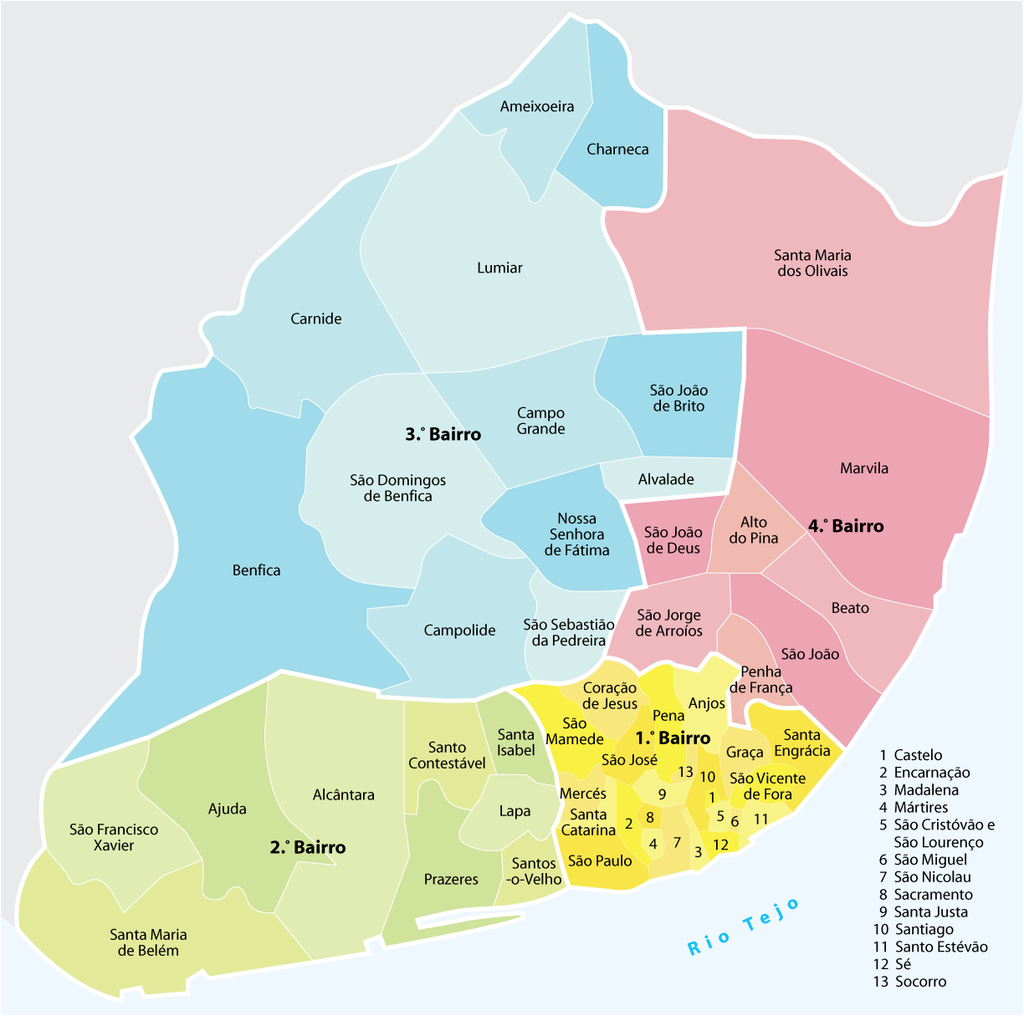 Ameixoeira
Charneca
Santa Maria
dos Olivais
Lumiar
Carnide
São João
de Brito
Campo
Grande
3.º Bairro
Marvila
São Domingos
de Benfica
Alvalade
Nossa
Senhora
de Fátima
São João
de Deus
Alto
do Pina
4.º Bairro
Benfica
Beato
Campolide
São Sebastião
da Pedreira
São Jorge
de Arroíos
São João
Penha
de França
Coração
de Jesus
Anjos
Pena
São
Mamede
1.º Bairro
Santa
Isabel
Santo
Contestável
Graça
Santa
Engrácia
São José
13
10
São Vicente
de Fora
Mercés
9
1
Alcântara
Ajuda
Lapa
Santa
Catarina
2
8
5
6
11
São Francisco
Xavier
2.º Bairro
4
7
3
12
São Paulo
Santos
-o-Velho
Prazeres
Santa Maria
de Belém
Rio Tejo
1 Castelo
2 Encarnação
3 Madalena
4 Mártires
5 São Cristóvão e
São Lourenço
6 São Miguel
7 São Nicolau
8 Sacramento
9 Santa Justa
10 Santiago
11 Santo Estévão
12 Sé
13 Socorro